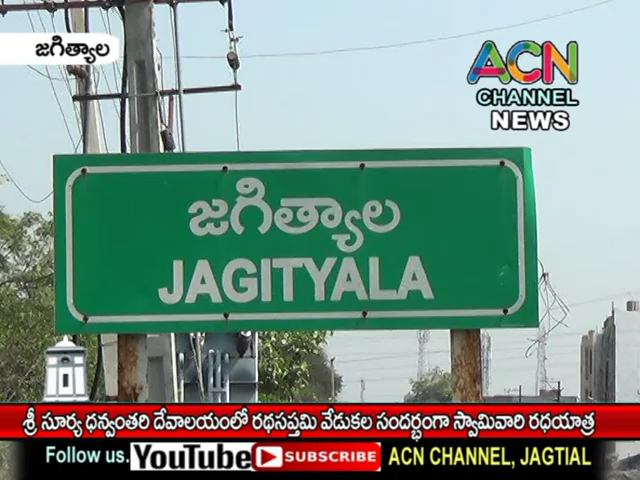 జగిత్యాల
ACN
CHANNEL
NEWS
జగిత్యాల
JAGITYALA
శ్రీ సూర్య ధన్వంతరి దేవాలయంలో రథసప్తమి వేడుకల సందర్భంగా స్వామివారి రధయాత్ర
Follow us. YouTube SUBSCRIBE ACN CHANNEL, JAGTIAL